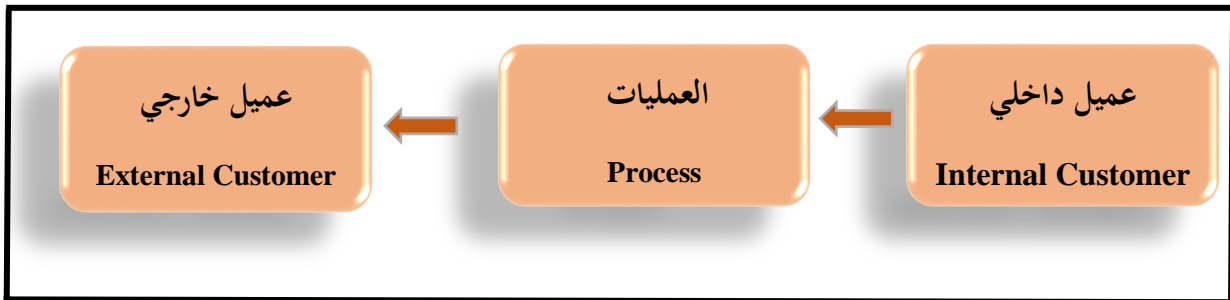 عميل داخلي
Internal Customer
العمليات
Process
عميل خارجي
External Customer